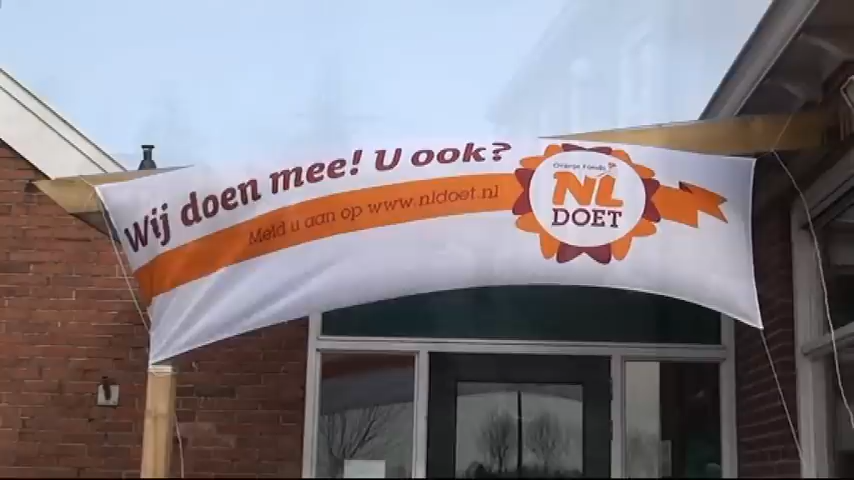 Wij doen mee! U ook?
Meld u aan op www.nldoet.nl
Oranje Fonds
NL
DOET